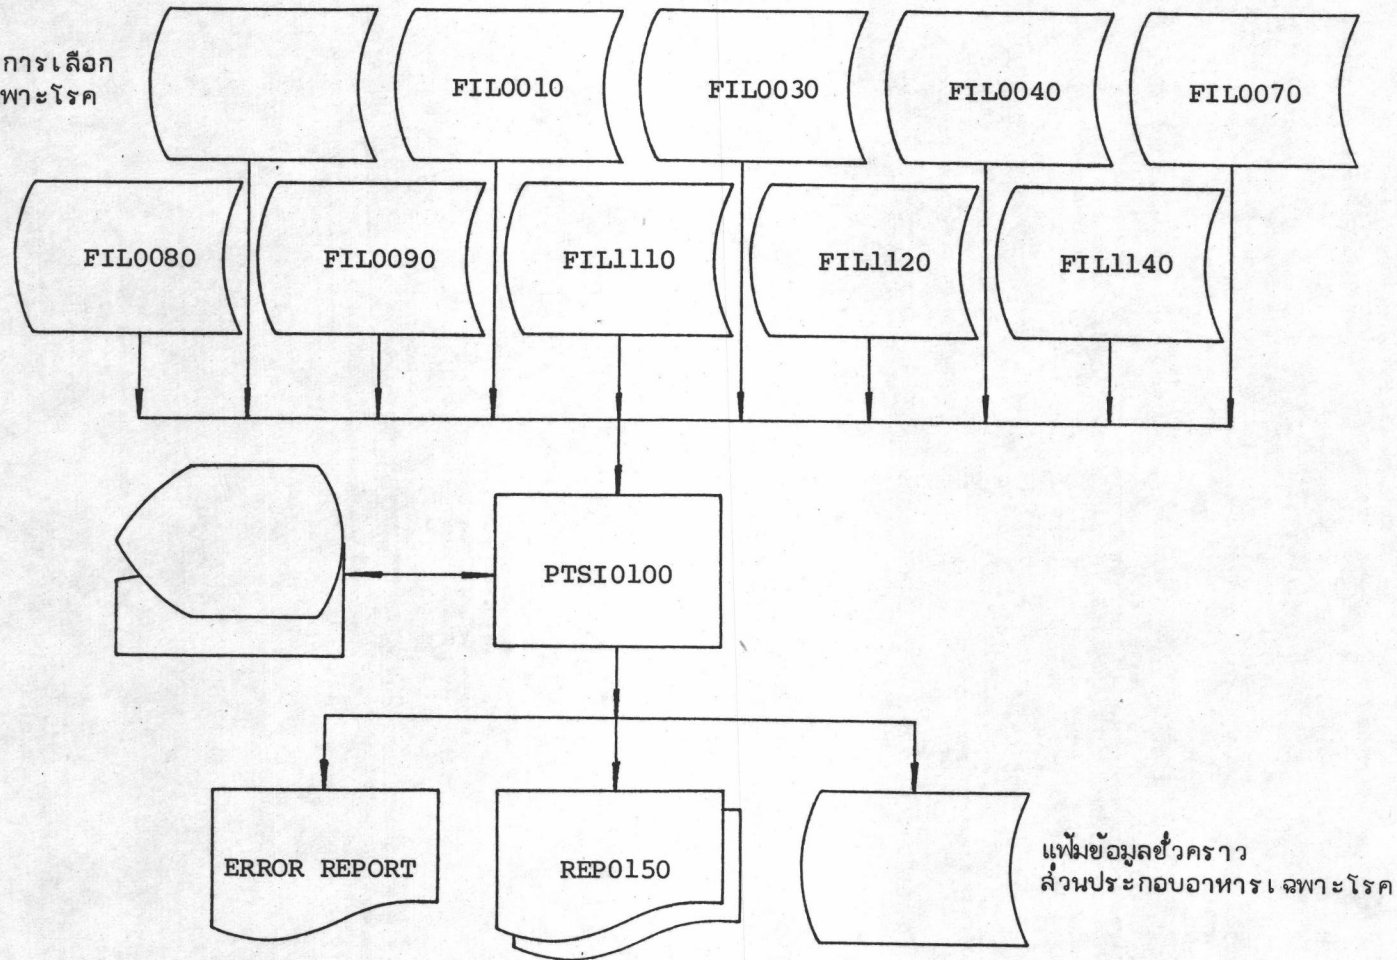 การเลือก
พาะโรค
FIL0010
FIL0030
FIL0040
FIL0070
FIL0080
FIL0090
FIL1110
FIL1120
FIL1140
PTSI0100
ERROR REPORT
REP0150
แฟ้มข้อมูลชั่วคราว
ส่วนประกอบอาหารเฉพาะโรค